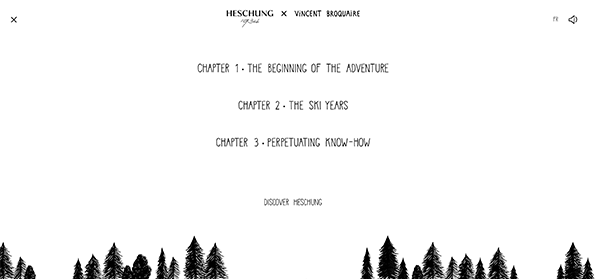 HESCHUNG × VINCENT BROQUAIRE
FR
CHAPTER 1 • THE BEGINNING OF THE ADVENTURE
CHAPTER 2 • THE SKI YEARS
CHAPTER 3 • PERPETUATING KNOW-HOW
DISCOVER HESCHUNG